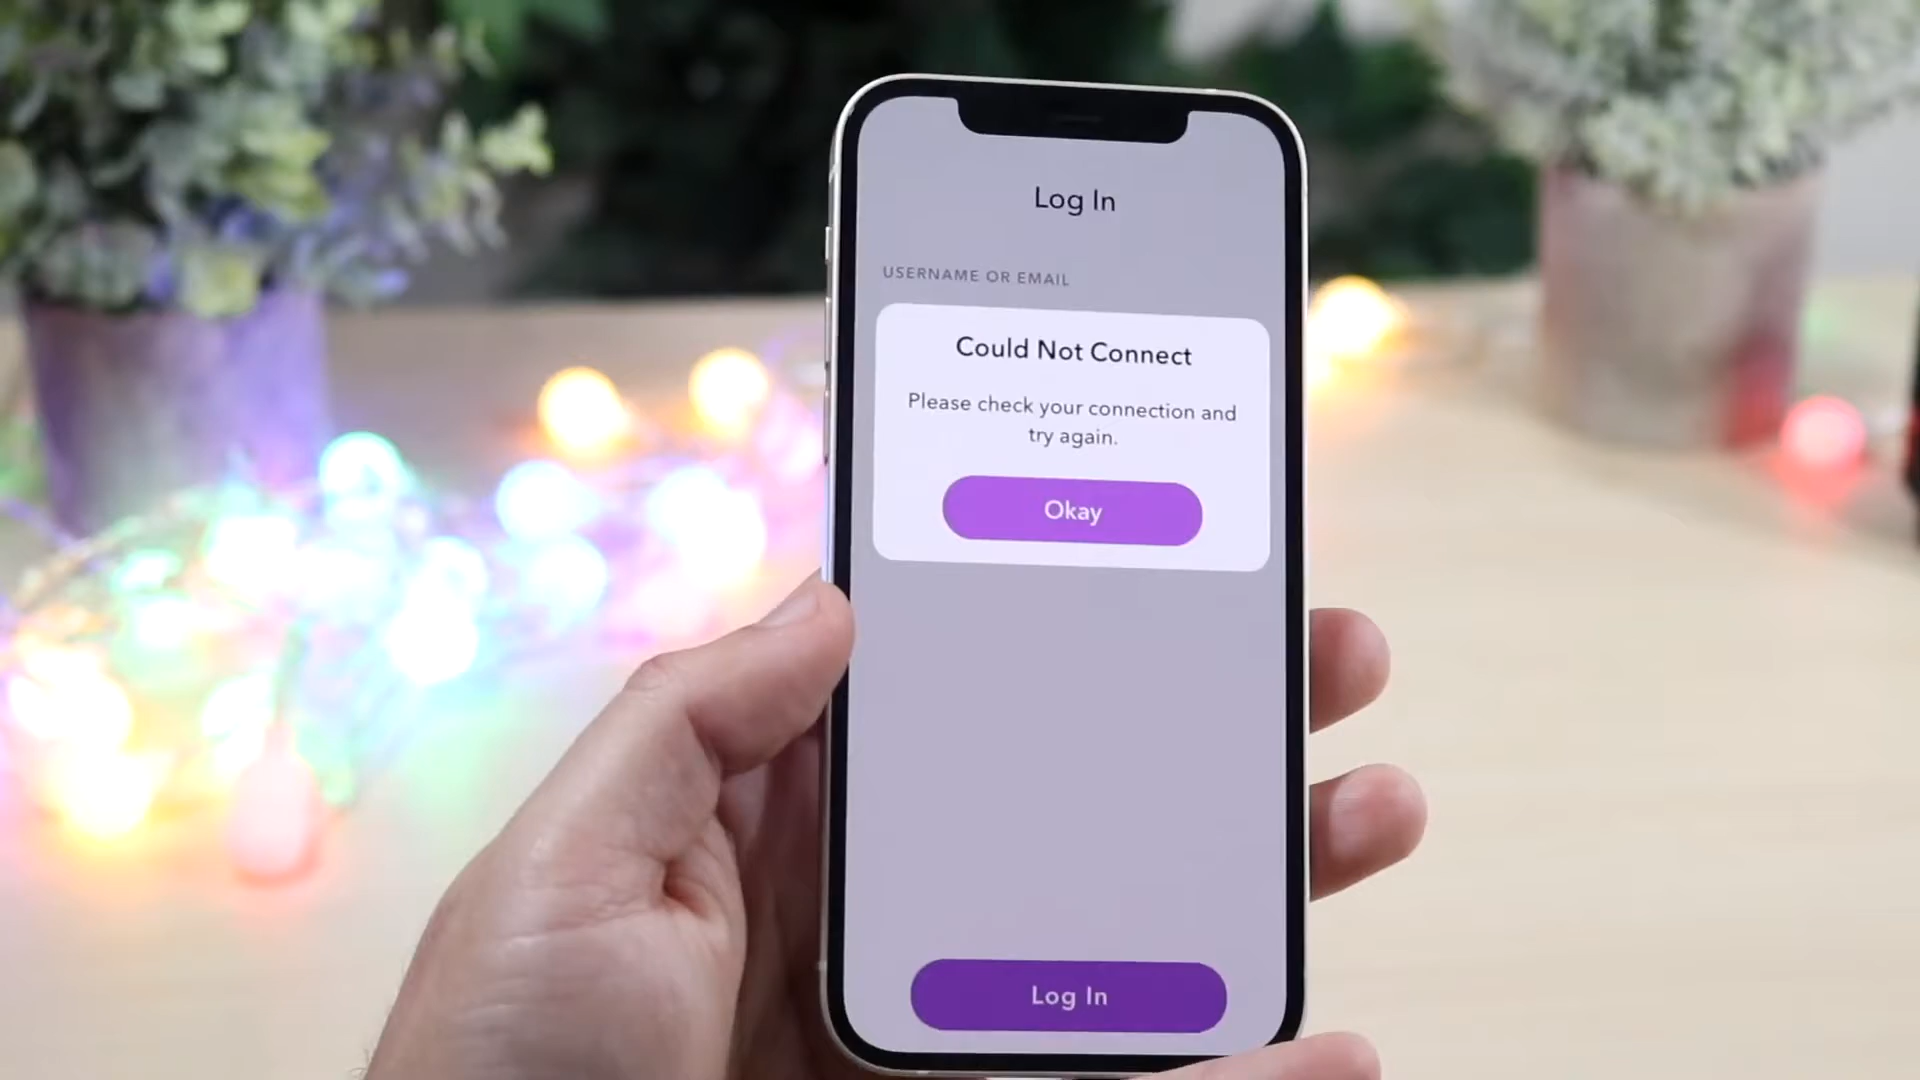 Log In
USERNAME OR EMAIL
Could Not Connect
Please check your connection and
try again.
Okay
Log In